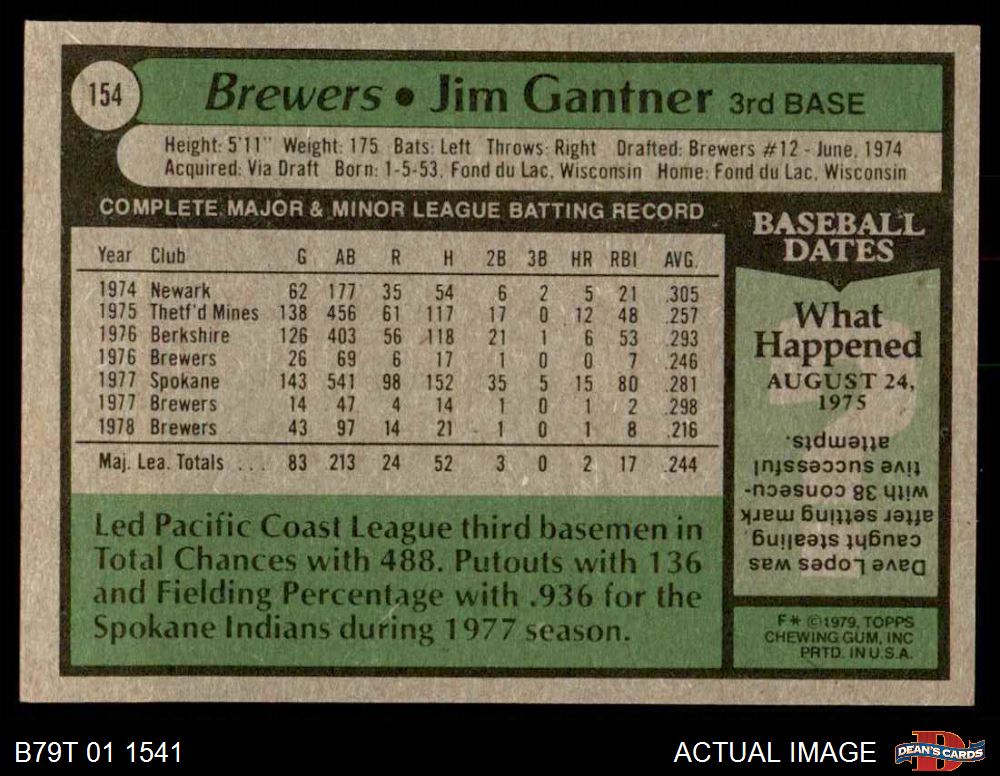 154
Brewers • Jim Gantner 3rd BASE
Height: 5'11" Weight: 175 Bats: Left Throws: Right Drafted: Brewers #12 - June, 1974
Acquired: Via Draft Born: 1-5-53, Fond du Lac, Wisconsin Home: Fond du Lac, Wisconsin
COMPLETE MAJOR & MINOR LEAGUE BATTING RECORD
Year Club G AB R H 2B 3B HR RBI AVG.
1974 Newark 62 177 35 54 6 2 5 21 .305
1975 Thetf'd Mines 138 456 61 117 17 0 12 48 .257
1976 Berkshire 126 403 56 118 21 1 6 53 .293
1976 Brewers 26 69 6 17 1 0 0 7 .246
1977 Spokane 143 541 98 152 35 5 15 80 .281
1977 Brewers 14 47 4 14 1 0 1 2 .298
1978 Brewers 43 97 14 21 1 0 1 8 .216
Maj. Lea. Totals ... 83 213 24 52 3 0 2 17 .244
Led Pacific Coast League third basemen in
Total Chances with 488. Putouts with 136
and Fielding Percentage with .936 for the
Spokane Indians during 1977 season.
BASEBALL
DATES
What
Happened
AUGUST 24,
1975
Dave Lopes was
caught stealing,
after setting mark
with 38 consecu-
tive successful
attempts.
F* ©1979, TOPPS
CHEWING GUM, INC
PRTD. IN U.S.A.
B79T 01 1541
ACTUAL IMAGE
DEAN'S CARDS